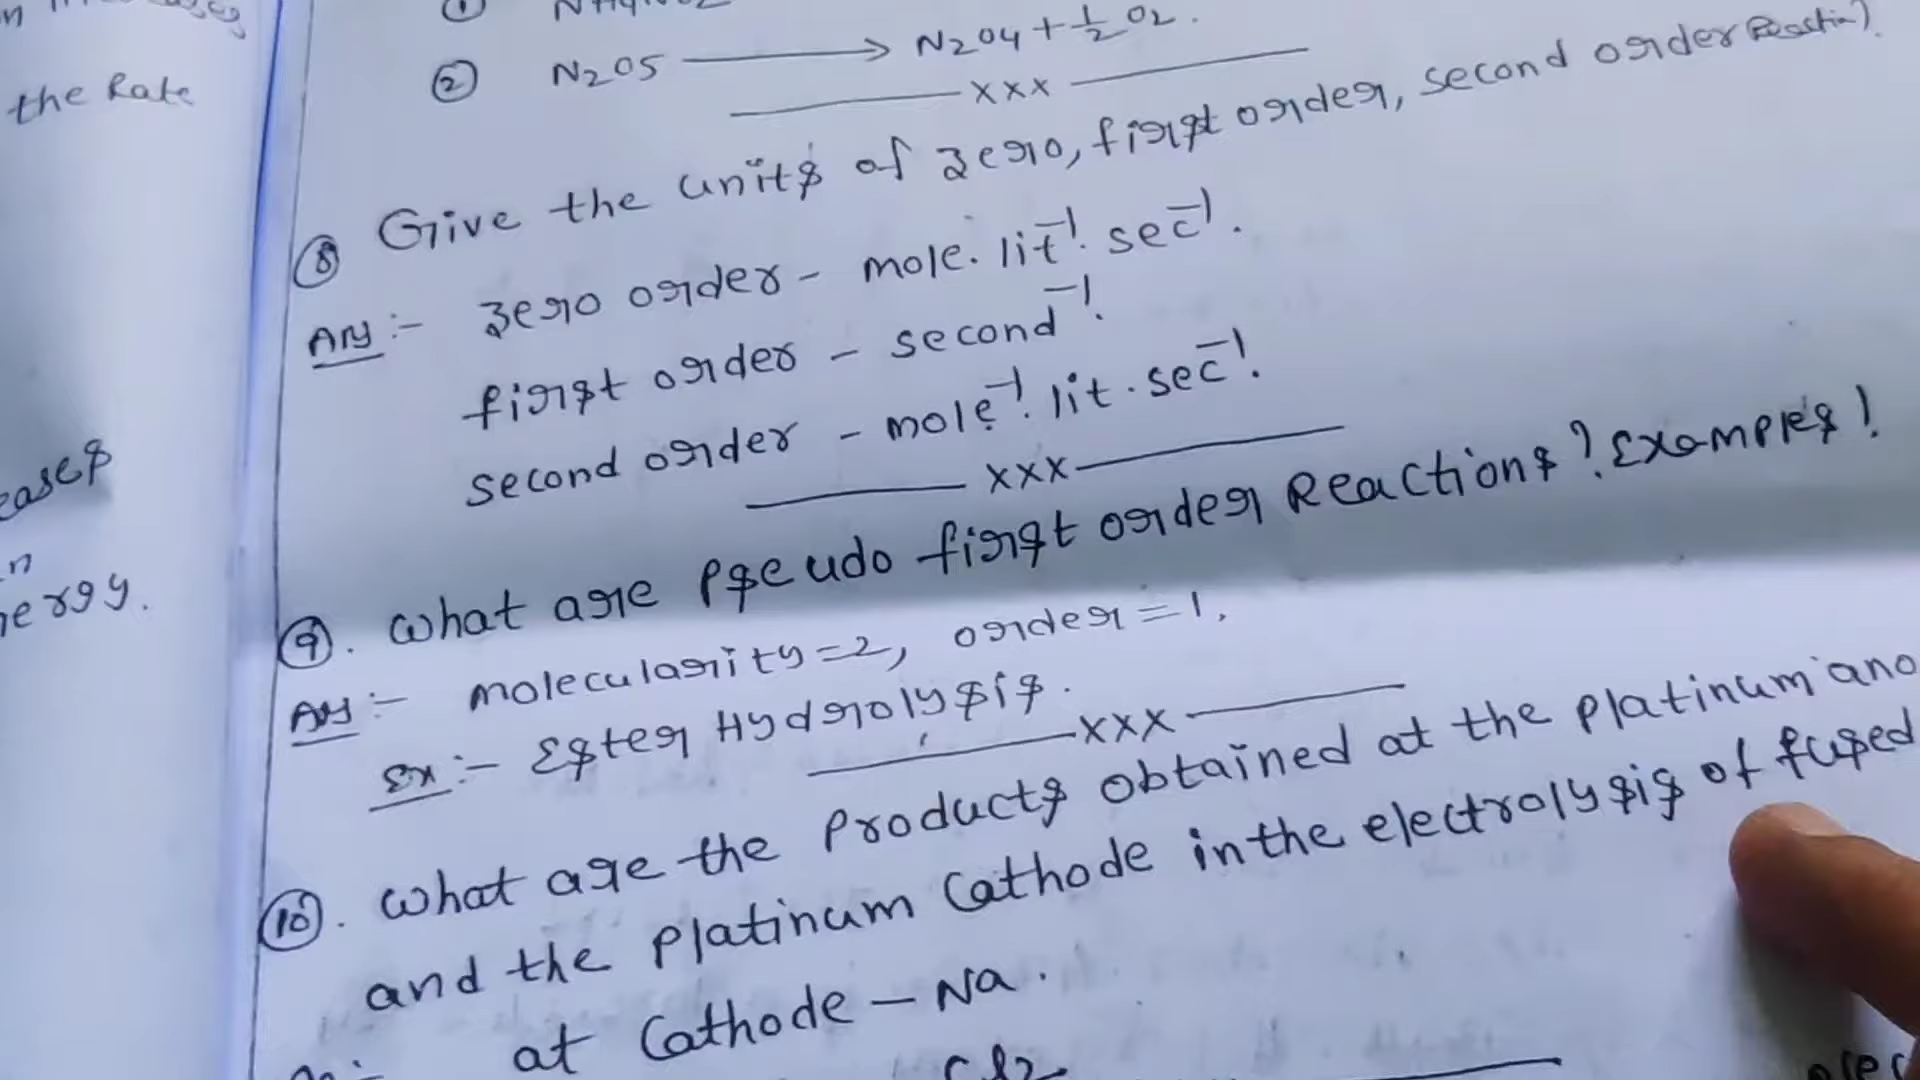 the Rate
eases
nergy.
①
② N2O5 → N2O4 + 1/2 O2.
xxx
⑧ Give the units of zero, first order, second order Reaction?
Ans:- zero order - mole. lit⁻¹. sec⁻¹.
first order - second⁻¹.
second order - mole⁻¹. lit. sec⁻¹.
xxx
⑨. What are pseudo first order Reactions? Examples!
Ans:- molecularity=2, order=1.
Ex:- Ester Hydrolysis.
xxx
⑩. What are the products obtained at the platinum ano
and the platinum Cathode in the electrolysis of fused
at Cathode - Na.
Cl2